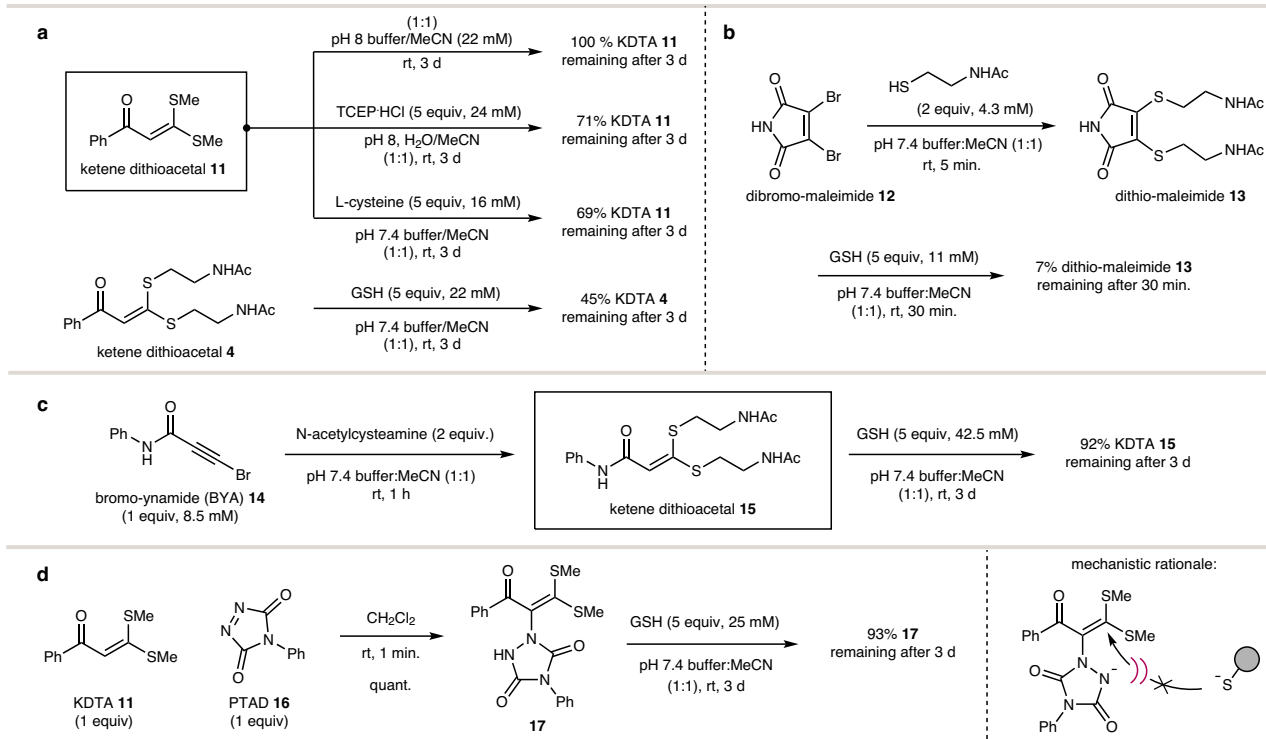 a
O
SMe
SMe
Ph
ketene dithioacetal 11
(1:1)
pH 8 buffer/MeCN (22 mM)
rt, 3 d
100 % KDTA 11
remaining after 3 d
TCEP·HCl (5 equiv, 24 mM)
pH 8, H2O/MeCN
(1:1), rt, 3 d
71% KDTA 11
remaining after 3 d
L-cysteine (5 equiv, 16 mM)
pH 7.4 buffer/MeCN
(1:1), rt, 3 d
69% KDTA 11
remaining after 3 d
O
S
NHAc
Ph
S
NHAc
ketene dithioacetal 4
GSH (5 equiv, 22 mM)
pH 7.4 buffer/MeCN
(1:1), rt, 3 d
45% KDTA 4
remaining after 3 d
b
O
Br
HN
Br
O
dibromo-maleimide 12
HS
NHAc
(2 equiv, 4.3 mM)
pH 7.4 buffer:MeCN (1:1)
rt, 5 min.
O
S
NHAc
HN
S
NHAc
O
dithio-maleimide 13
GSH (5 equiv, 11 mM)
pH 7.4 buffer:MeCN
(1:1), rt, 30 min.
7% dithio-maleimide 13
remaining after 30 min.
c
O
Ph
N
H
Br
bromo-ynamide (BYA) 14
(1 equiv, 8.5 mM)
N-acetylcysteamine (2 equiv.)
pH 7.4 buffer:MeCN (1:1)
rt, 1 h
O
S
NHAc
Ph
N
H
S
NHAc
ketene dithioacetal 15
GSH (5 equiv, 42.5 mM)
pH 7.4 buffer:MeCN
(1:1), rt, 3 d
92% KDTA 15
remaining after 3 d
d
O
SMe
Ph
SMe
KDTA 11
(1 equiv)
O
N
N
N
Ph
O
PTAD 16
(1 equiv)
CH2Cl2
rt, 1 min.
quant.
O
SMe
Ph
SMe
N
HN
O
N
O
Ph
17
GSH (5 equiv, 25 mM)
pH 7.4 buffer:MeCN
(1:1), rt, 3 d
93% 17
remaining after 3 d
mechanistic rationale:
O
SMe
Ph
SMe
O
N
N-
N
O
Ph
-S